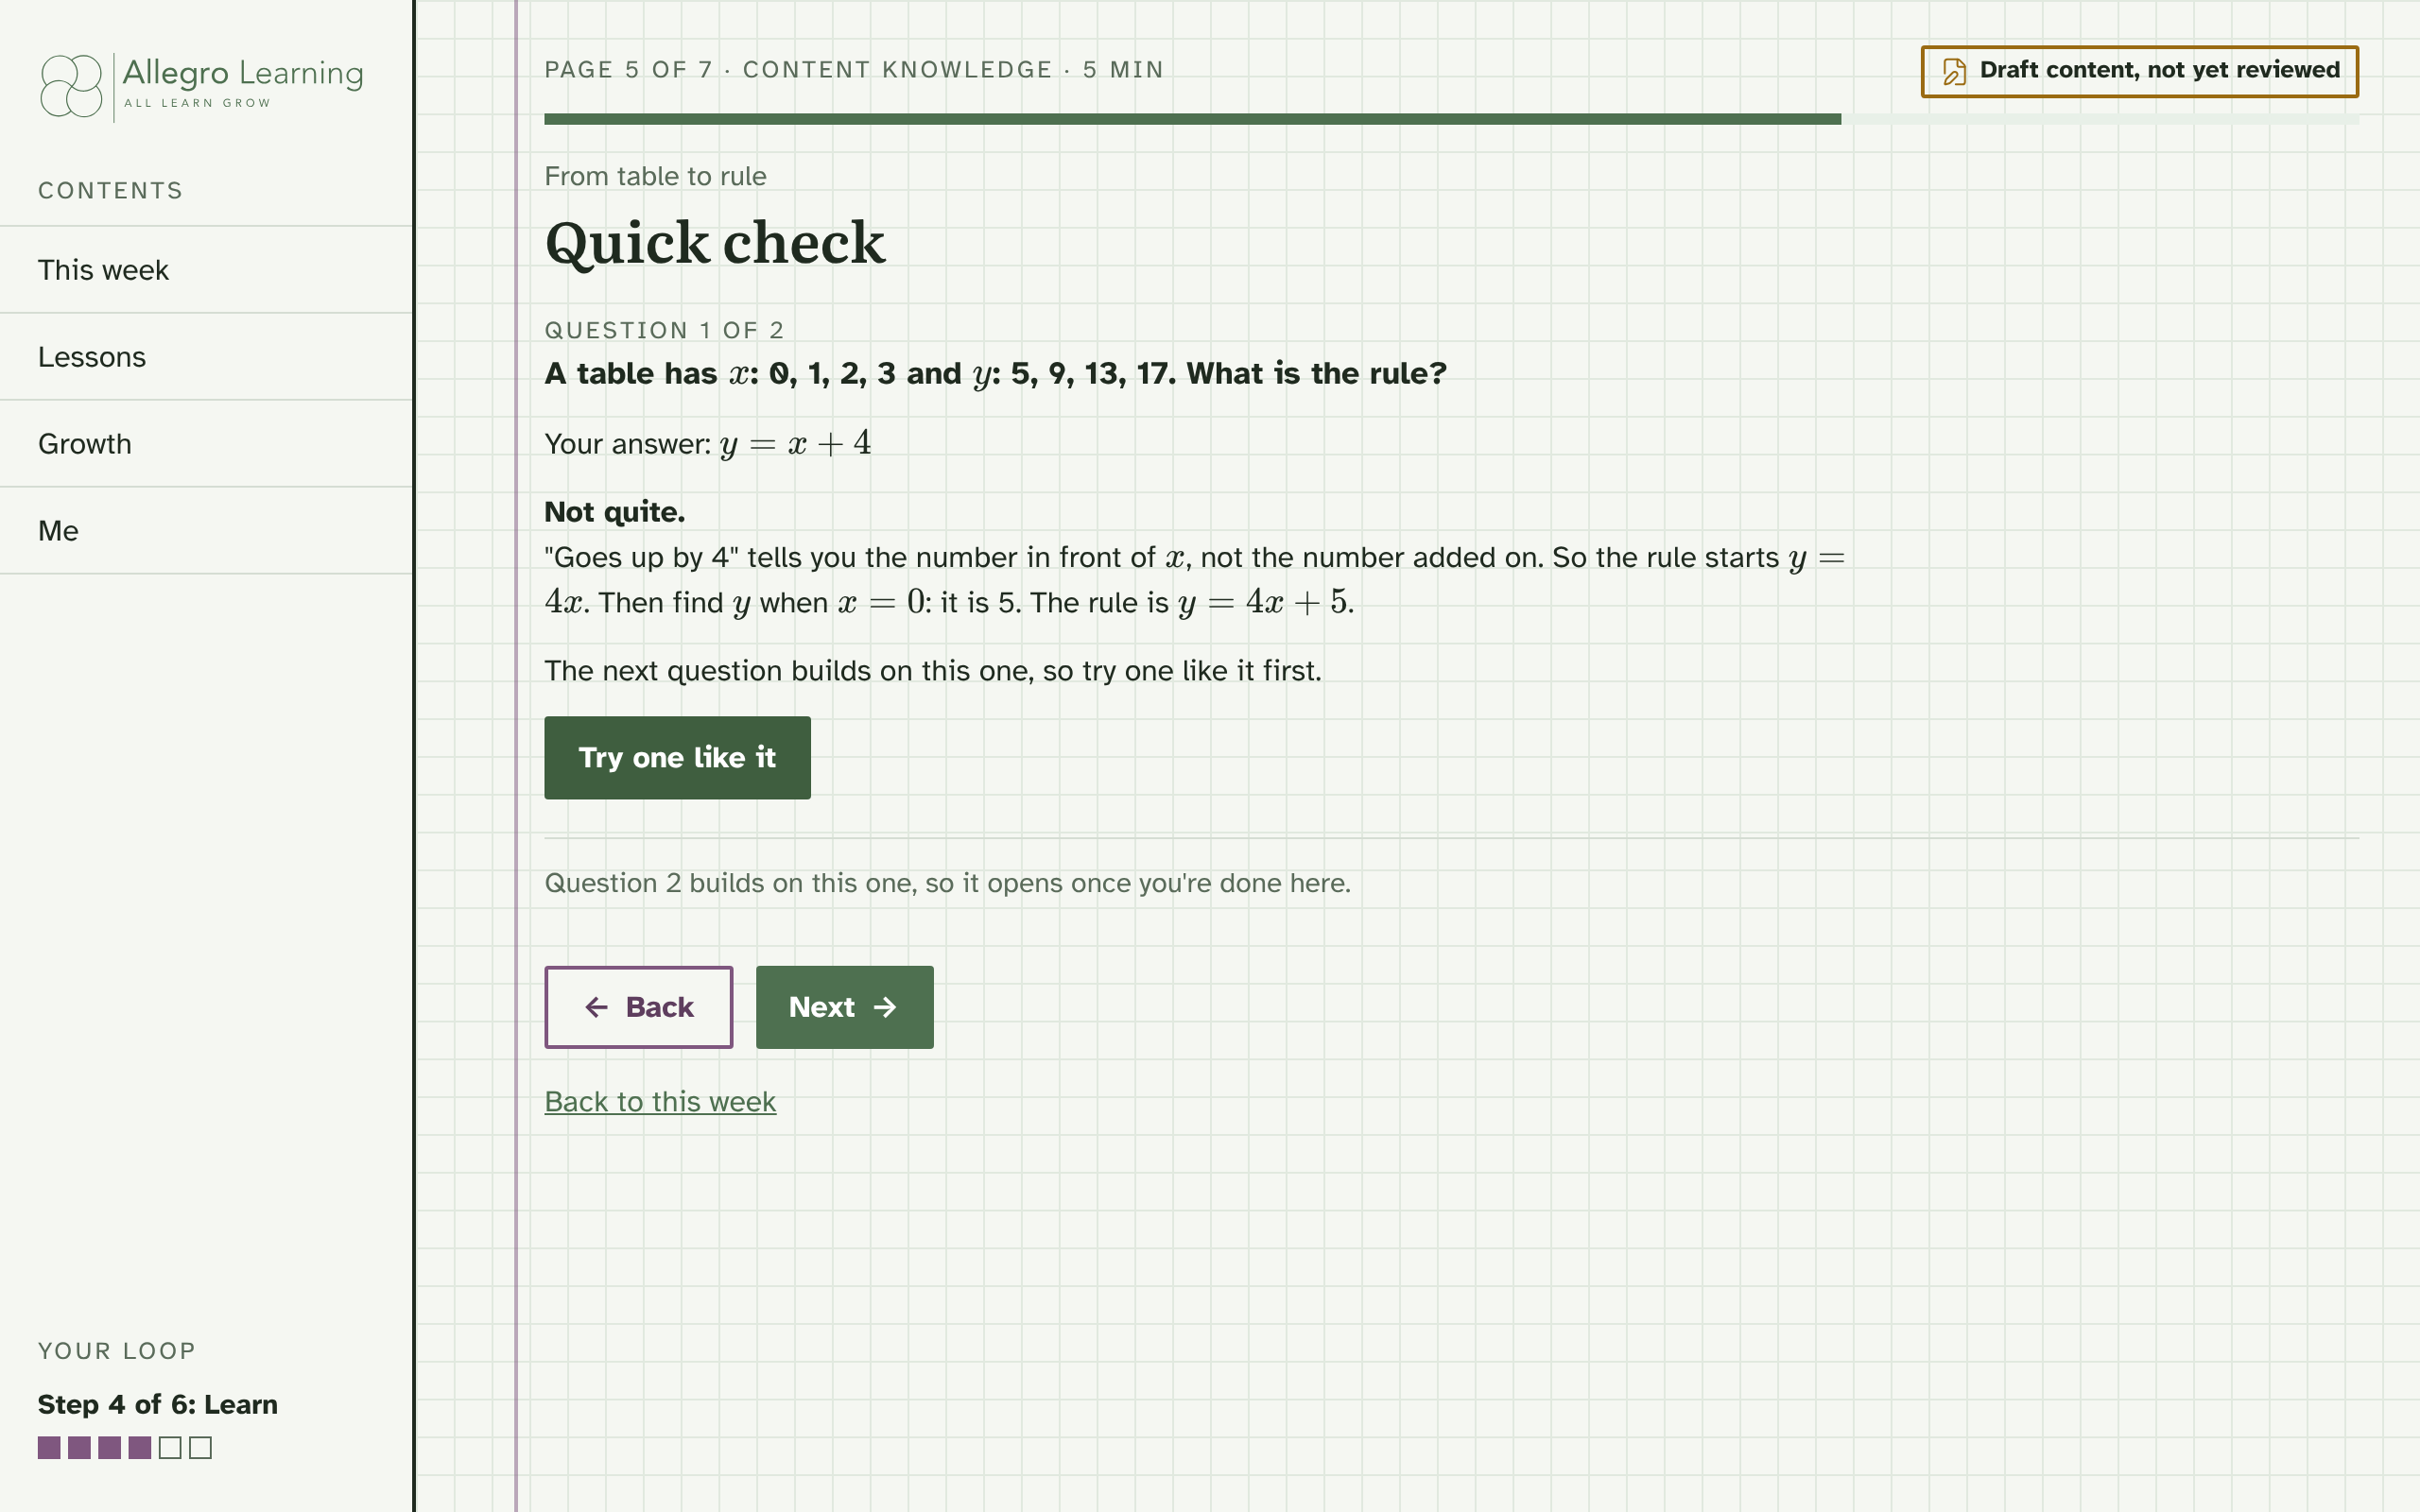 Allegro Learning
ALL LEARN GROW
CONTENTS
This week
Lessons
Growth
Me
YOUR LOOP
Step 4 of 6: Learn
PAGE 5 OF 7 · CONTENT KNOWLEDGE · 5 MIN
Draft content, not yet reviewed
From table to rule
Quick check
QUESTION 1 OF 2
A table has x: 0, 1, 2, 3 and y: 5, 9, 13, 17. What is the rule?
Your answer: y = x + 4
Not quite.
"Goes up by 4" tells you the number in front of x, not the number added on. So the rule starts y =
4x. Then find y when x = 0: it is 5. The rule is y = 4x + 5.
The next question builds on this one, so try one like it first.
Try one like it
Question 2 builds on this one, so it opens once you're done here.
← Back
Next →
Back to this week